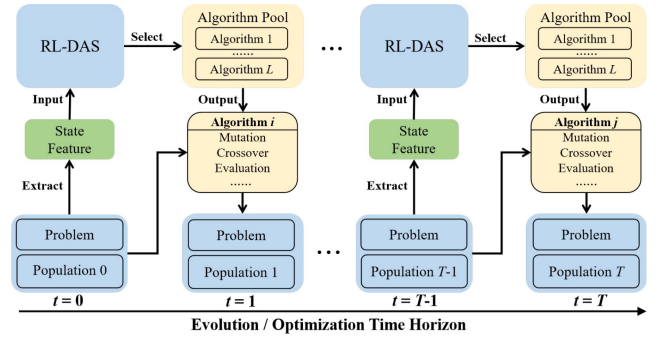 RL-DAS
Select
Algorithm Pool
Algorithm 1
......
Algorithm L
...
RL-DAS
Select
Algorithm Pool
Algorithm 1
......
Algorithm L
Input
Output
Input
Output
State
Feature
Algorithm i
Mutation
Crossover
Evaluation
......
State
Feature
Algorithm j
Mutation
Crossover
Evaluation
......
Extract
Extract
Problem
Population 0
Problem
Population 1
...
Problem
Population T-1
Problem
Population T
t = 0
t = 1
t = T-1
t = T
Evolution / Optimization Time Horizon